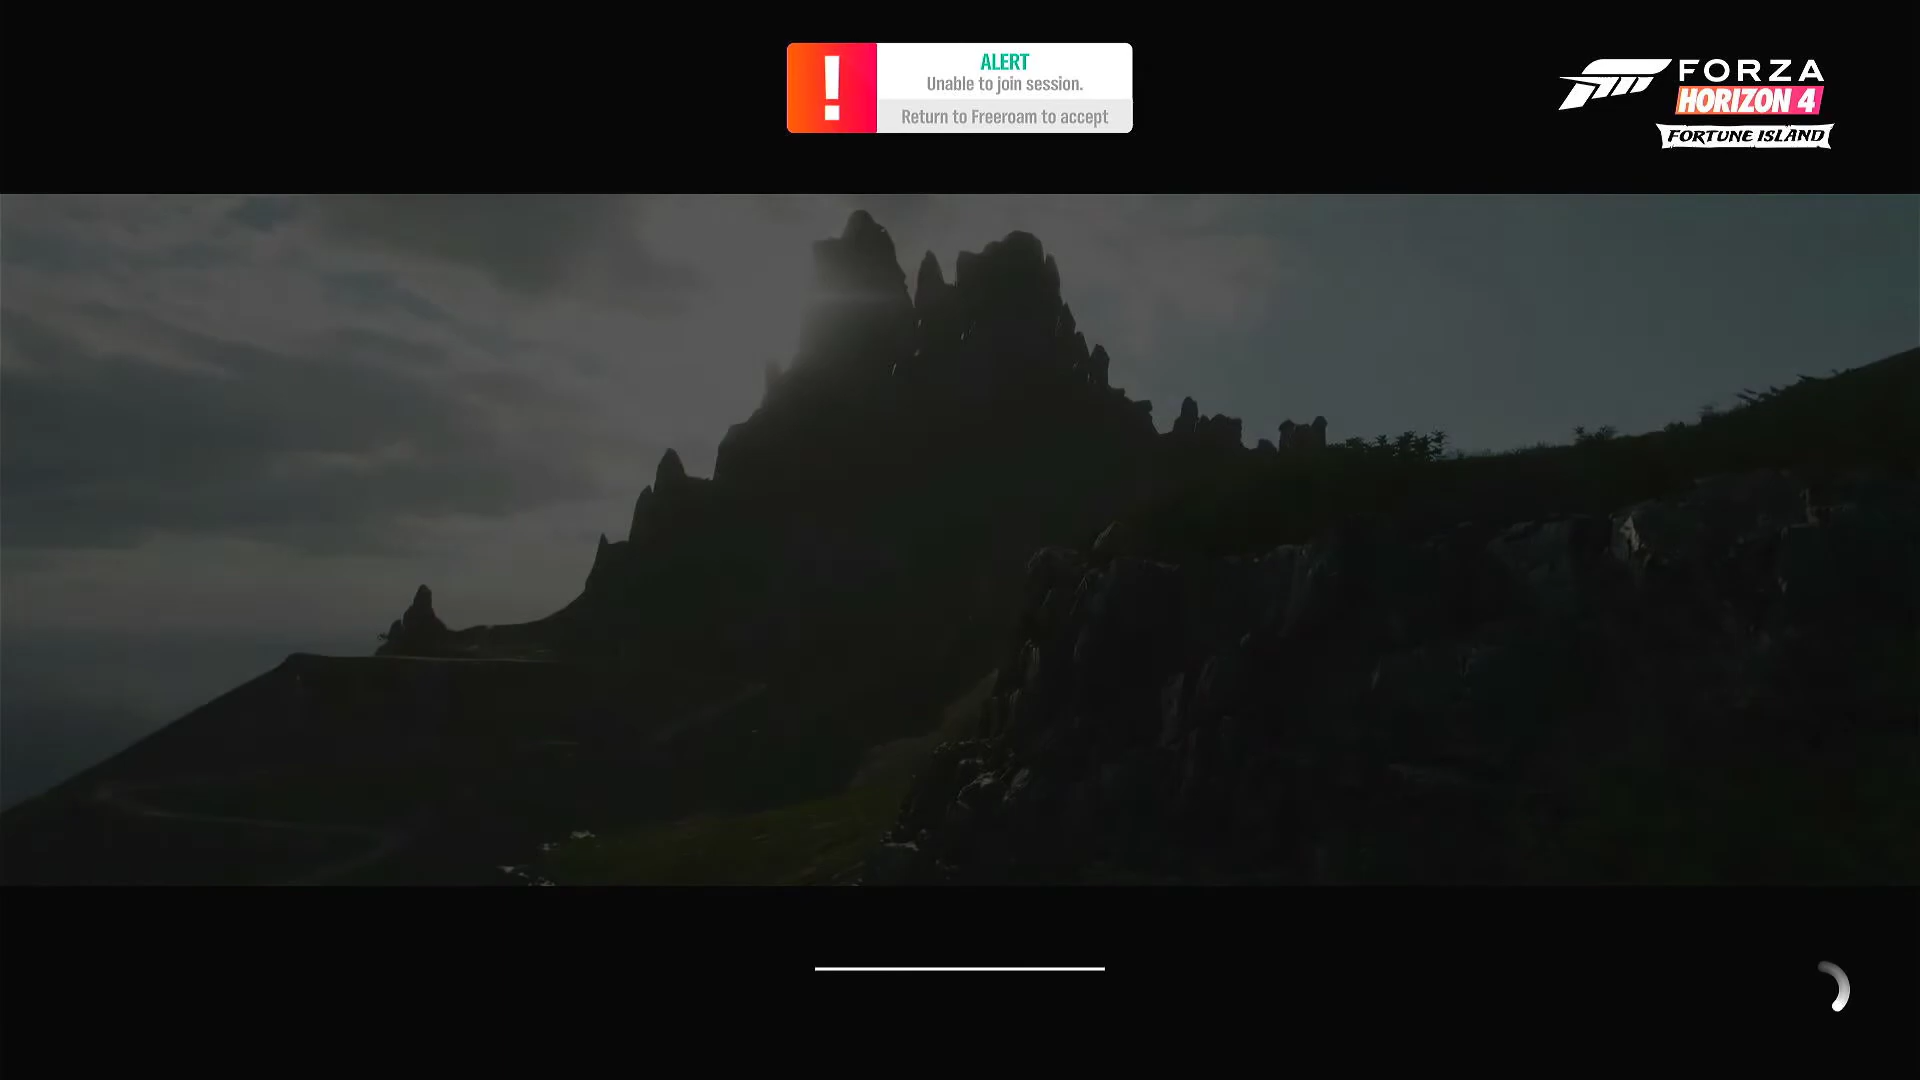 ALERT
Unable to join session.
Return to Freeroam to accept
FORZA
HORIZON 4
FORTUNE ISLAND